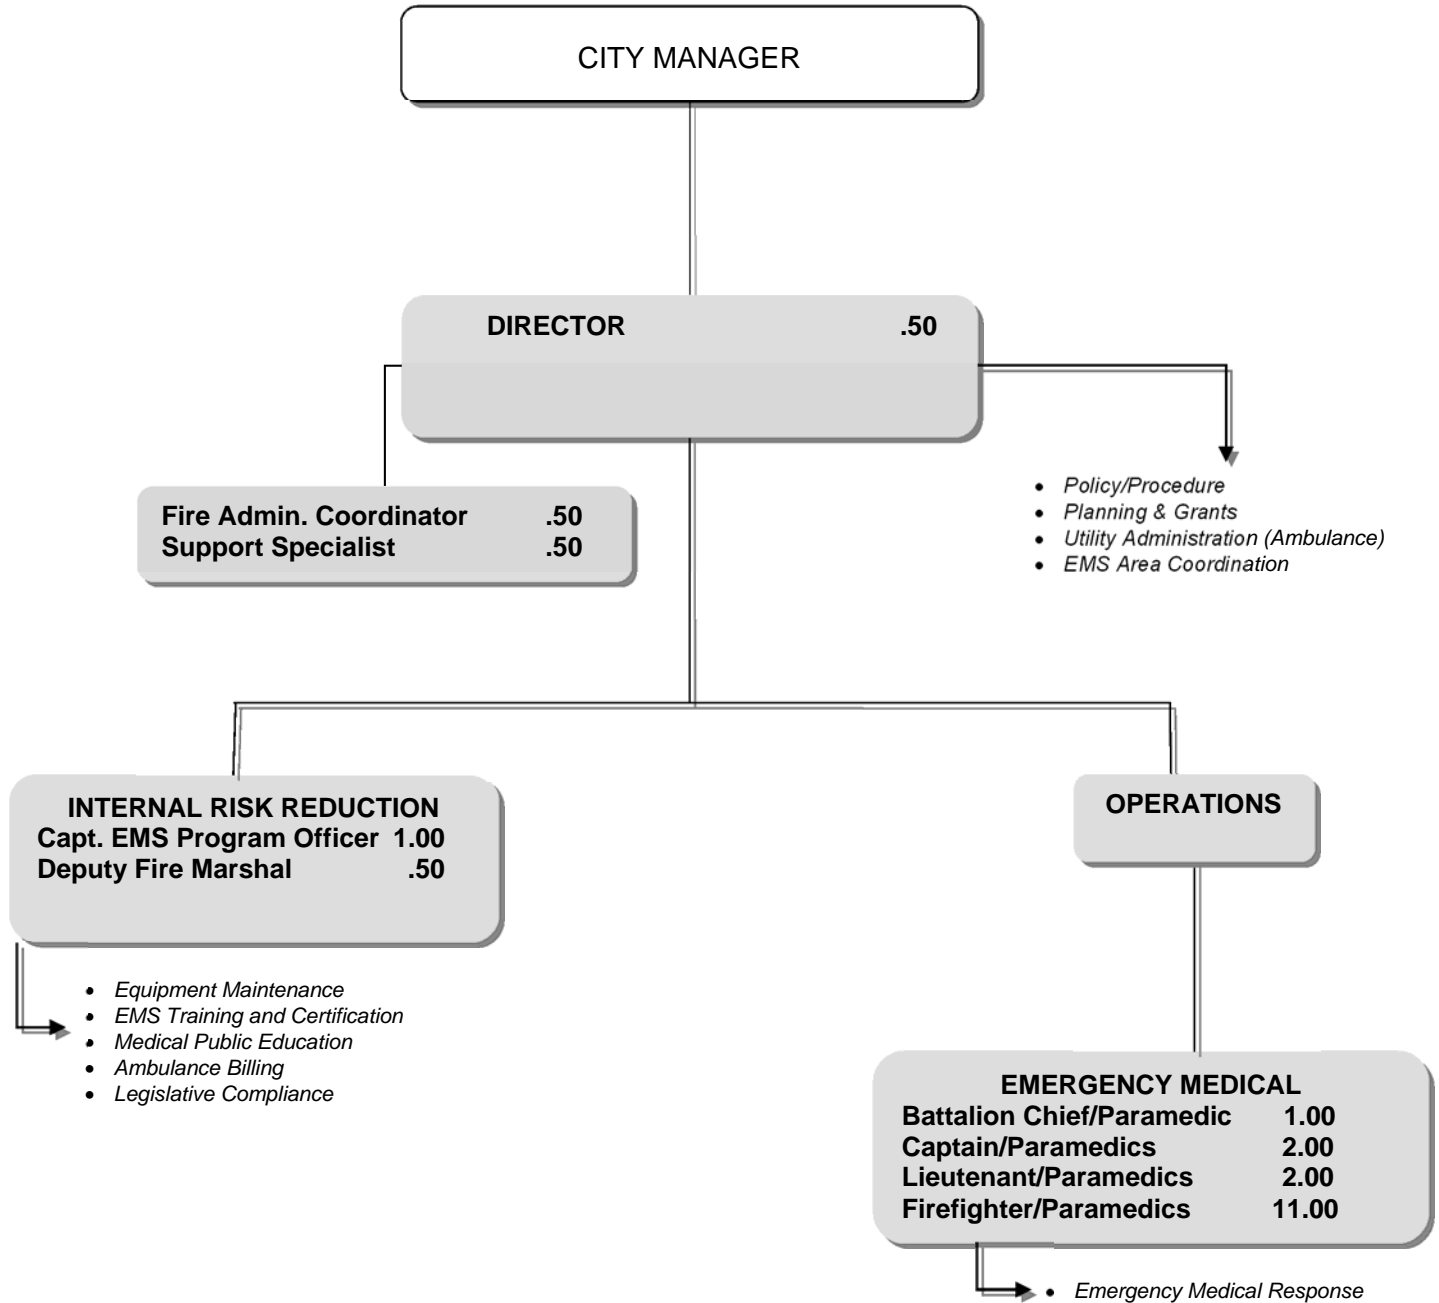 CITY MANAGER
DIRECTOR .50
Fire Admin. Coordinator .50
Support Specialist .50
• Policy/Procedure
• Planning & Grants
• Utility Administration (Ambulance)
• EMS Area Coordination
INTERNAL RISK REDUCTION
Capt. EMS Program Officer 1.00
Deputy Fire Marshal .50
• Equipment Maintenance
• EMS Training and Certification
• Medical Public Education
• Ambulance Billing
• Legislative Compliance
OPERATIONS
EMERGENCY MEDICAL
Battalion Chief/Paramedic 1.00
Captain/Paramedics 2.00
Lieutenant/Paramedics 2.00
Firefighter/Paramedics 11.00
• Emergency Medical Response